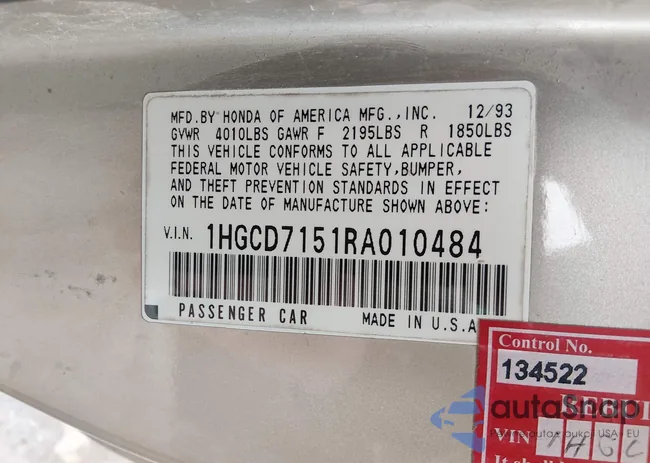 MFD.BY HONDA OF AMERICA MFG.,INC. 12/93
GVWR 4010LBS GAWR F 2195LBS R 1850LBS
THIS VEHICLE CONFORMS TO ALL APPLICABLE
FEDERAL MOTOR VEHICLE SAFETY,BUMPER,
AND THEFT PREVENTION STANDARDS IN EFFECT
ON THE DATE OF MANUFACTURE SHOWN ABOVE:
V.I.N. 1HGCD7151RA010484
PASSENGER CAR MADE IN U.S.A
Control No.
134522
autoSnap
VIN 1HGC